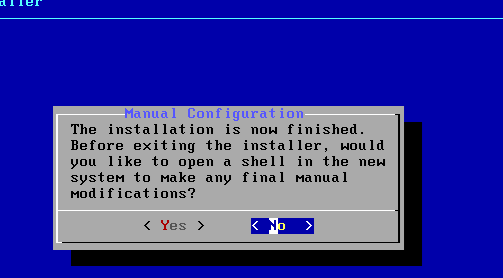 aller
Manual Configuration
The installation is now finished.
Before exiting the installer, would
you like to open a shell in the new
system to make any final manual
modifications?
< Yes > < No >